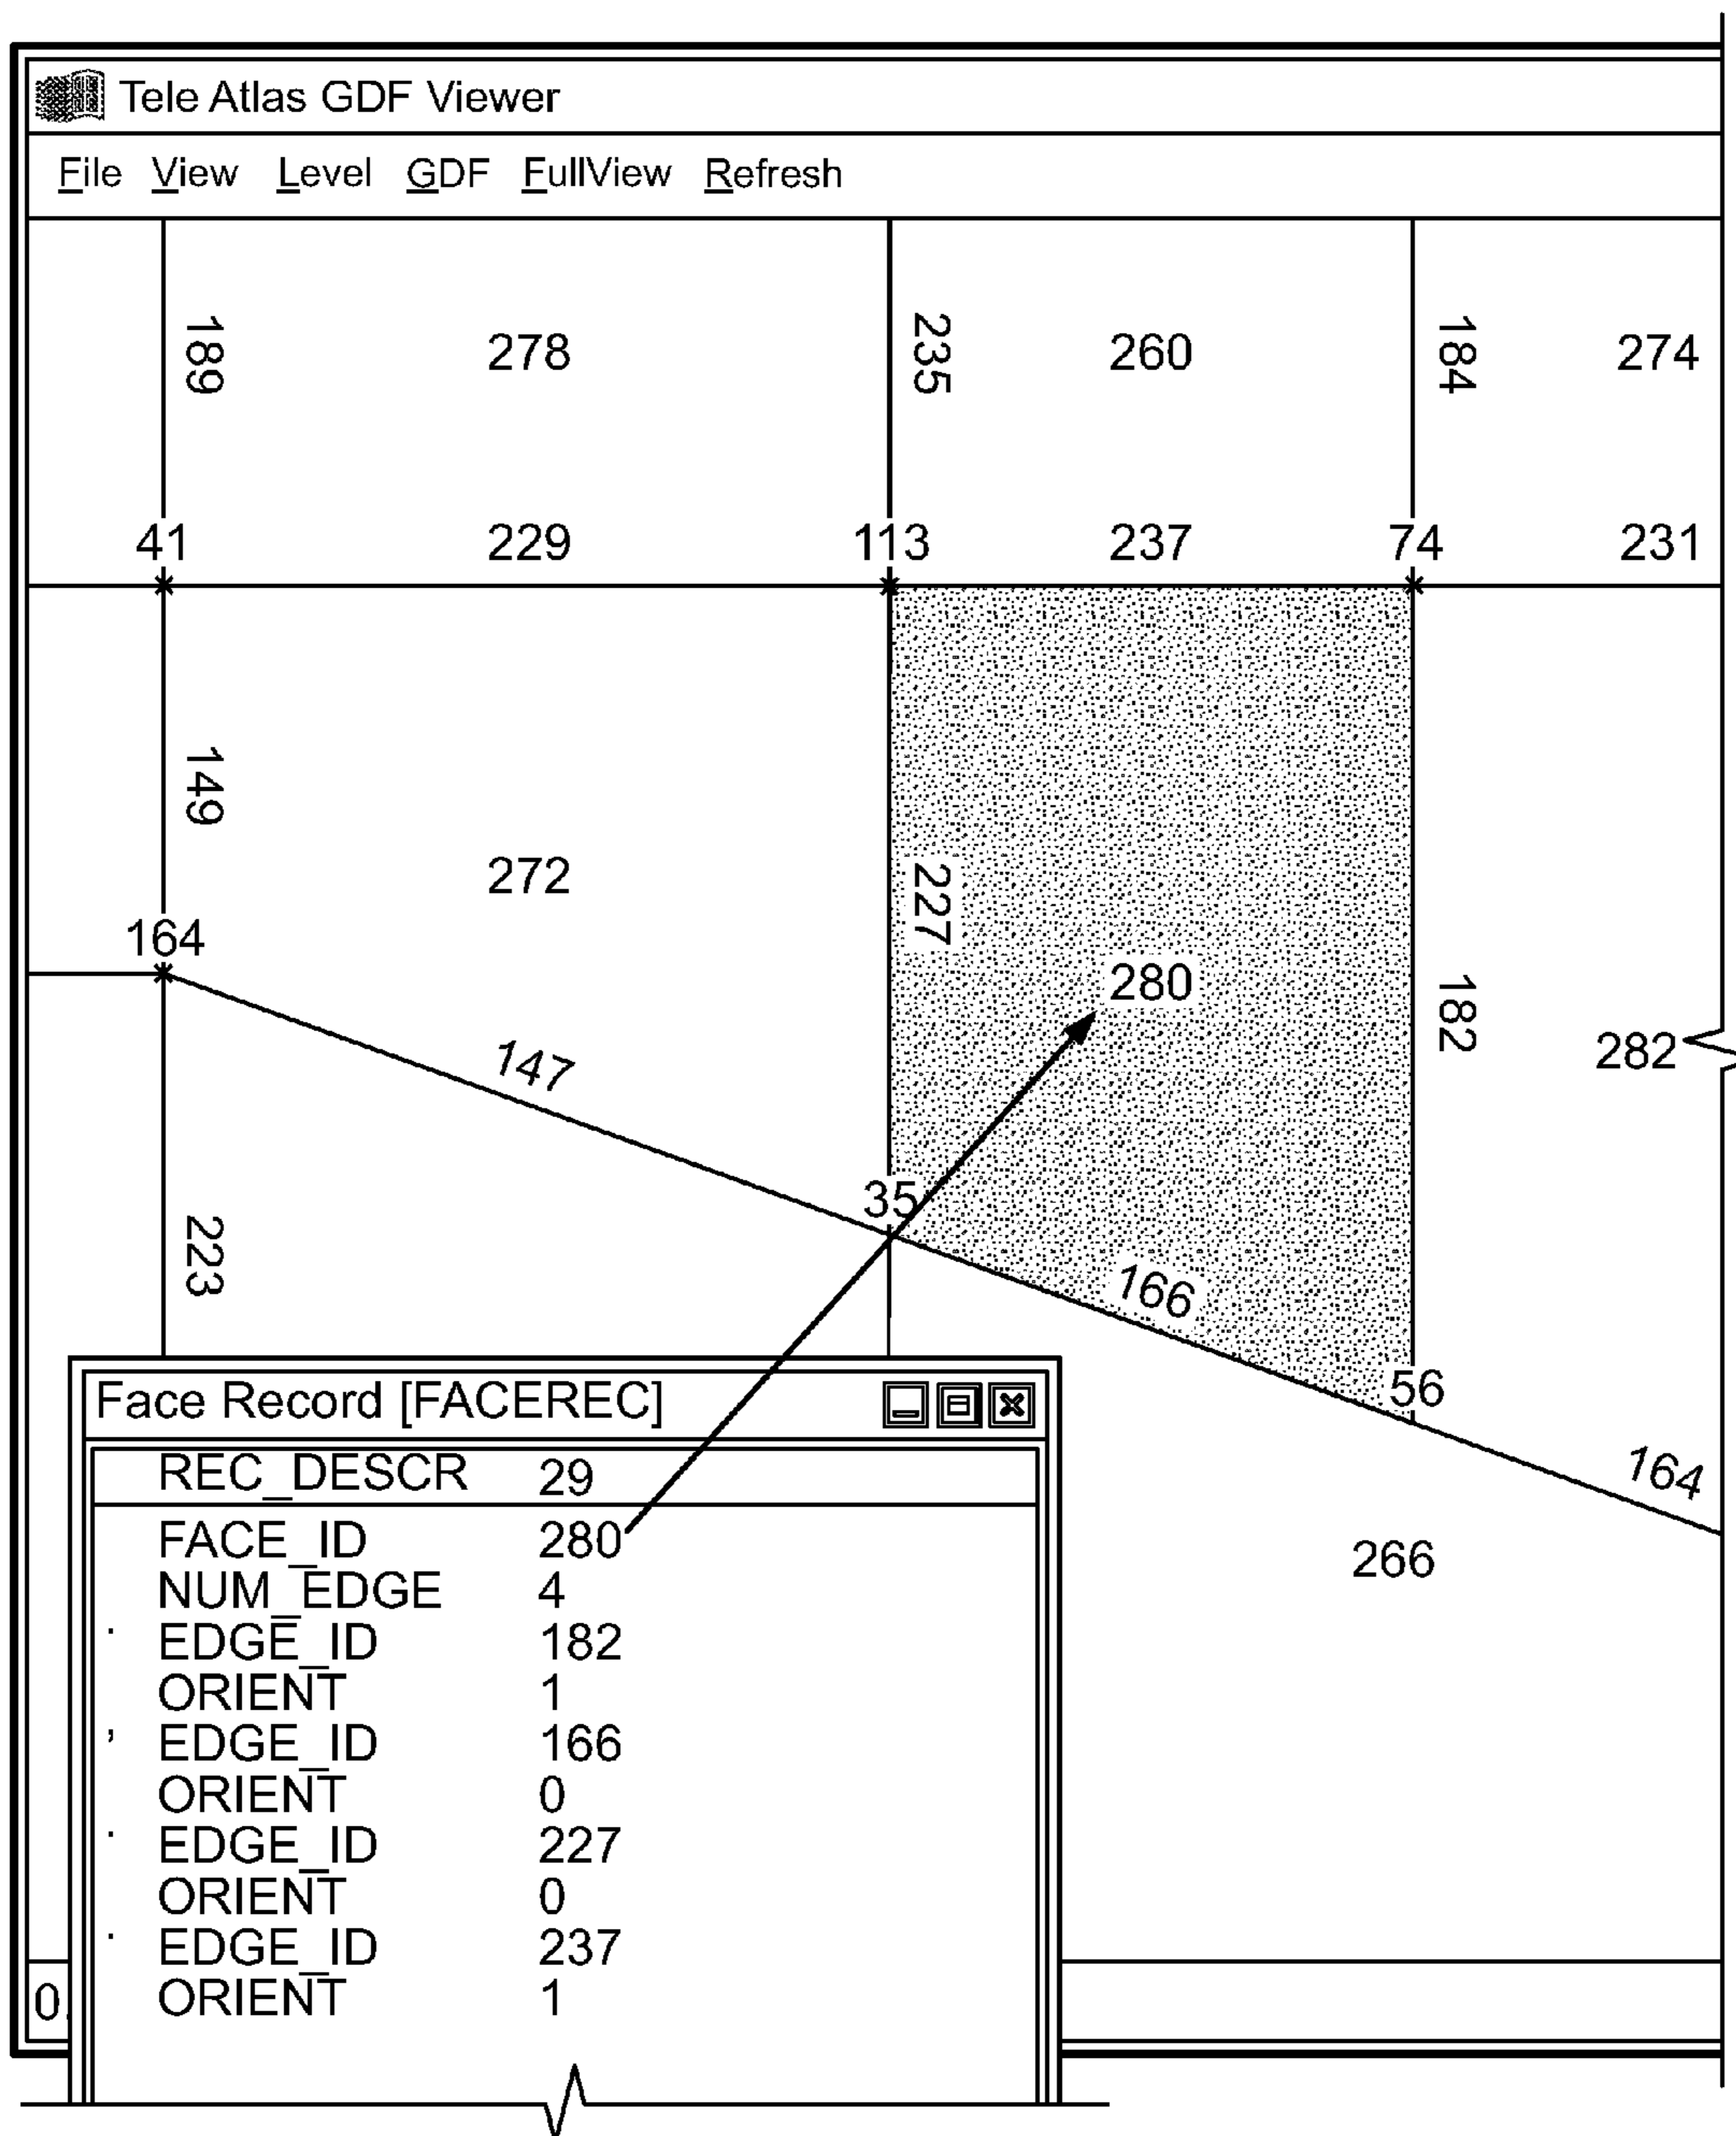 Tele Atlas GDF Viewer
File View Level GDF FullView Refresh
189 278 235 260 184 274
41 229 113 237 74 231
149
272
227
164
280
182
282
147
35
223
166
56
164
266
Face Record [FACEREC]
REC_DESCR 29
FACE_ID 280
NUM_EDGE 4
EDGE_ID 182
ORIENT 1
EDGE_ID 166
ORIENT 0
EDGE_ID 227
ORIENT 0
EDGE_ID 237
ORIENT 1
0.